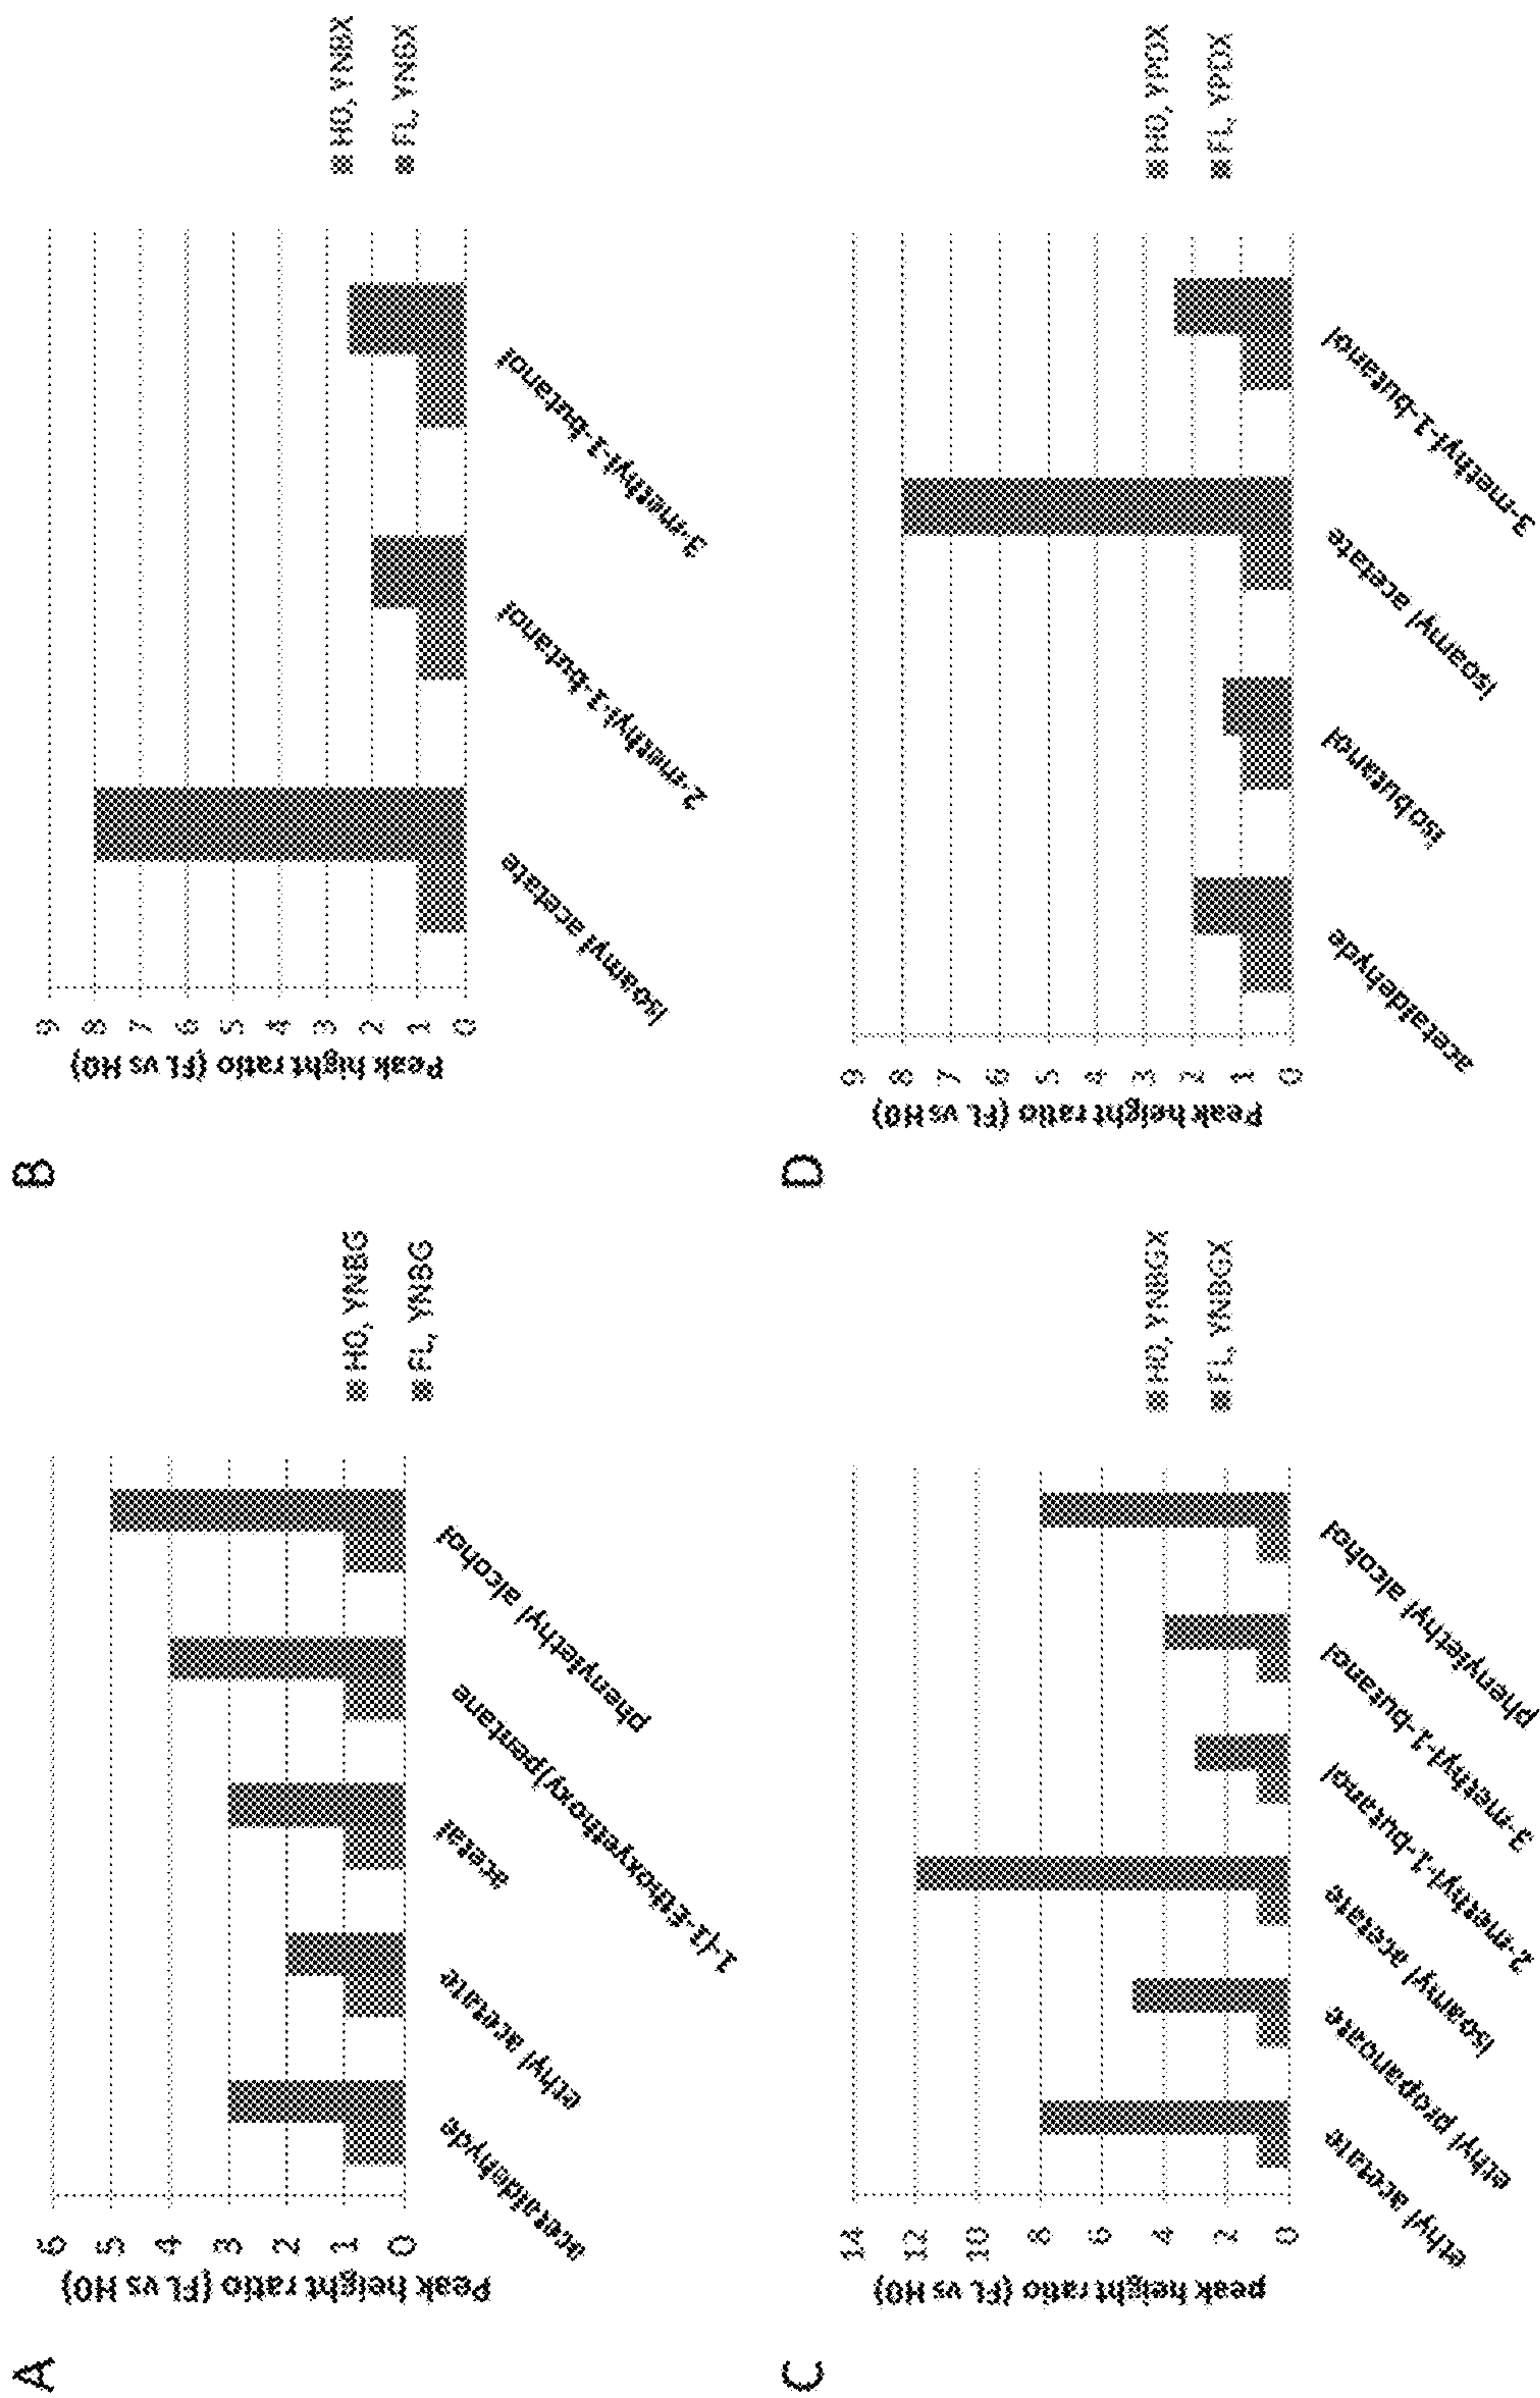 A
Peak height ratio (FL vs H0)
6
5
4
3
2
1
0
acetaldehyde
ethyl acetate
acetal
1-(1-Ethoxyethoxy)pentane
phenylethyl alcohol
H0, YNBG
FL, YNBG
B
Peak hight ratio (FL vs H0)
9
8
7
6
5
4
3
2
1
0
Isoamyl acetate
2-methyl-1-butanol
3-methyl-1-butanol
H0, YNBX
FL, YNBX
C
peak height ratio (FL vs H0)
14
12
10
8
6
4
2
0
ethyl acetate
ethyl propanoate
Isoamyl acetate
2-methyl-1-butanol
3-methyl-1-butanol
phenylethyl alcohol
H0, YNBGX
FL, YNBGX
D
Peak height ratio (FL vs H0)
9
8
7
6
5
4
3
2
1
0
acetaldehyde
isobutanol
isoamyl acetate
3-methyl-1-butanol
H0, YPDX
FL, YPDX